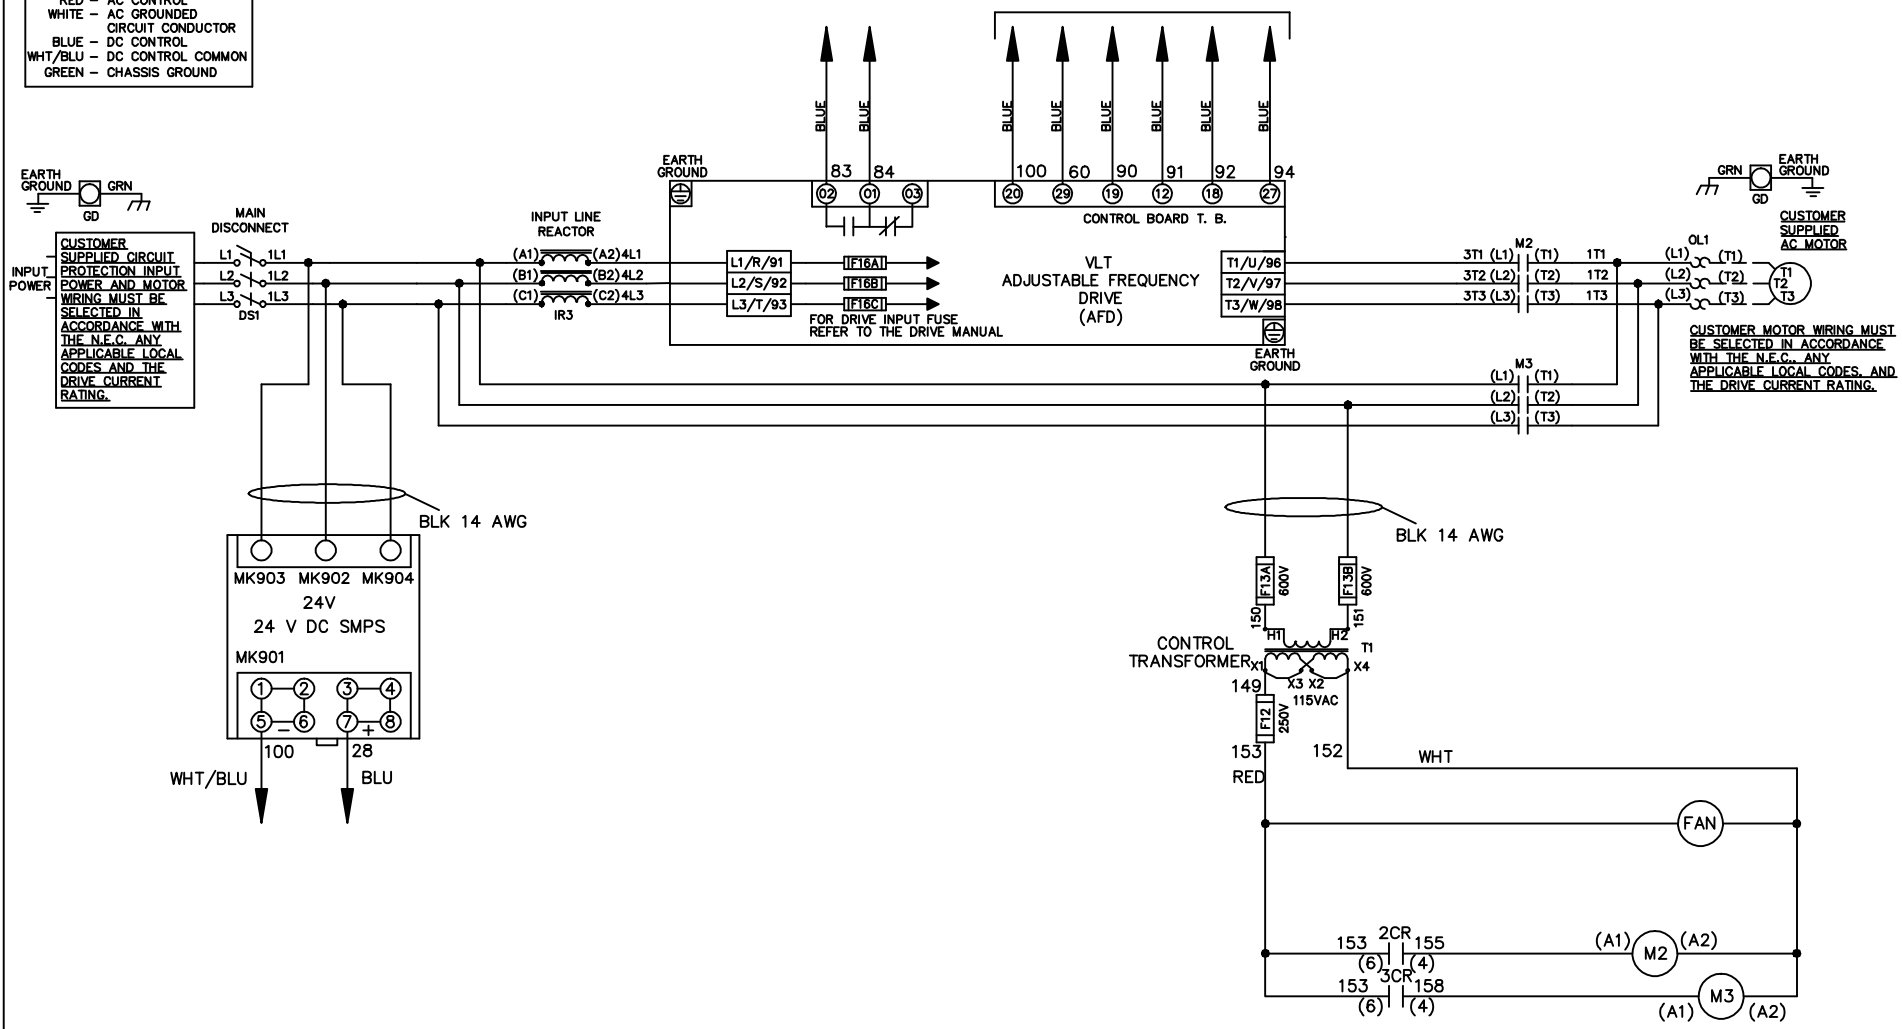 RED – AC CONTROL
WHITE – AC GROUNDED
CIRCUIT CONDUCTOR
BLUE – DC CONTROL
WHT/BLU – DC CONTROL COMMON
GREEN – CHASSIS GROUND
BLUE
BLUE
BLUE
BLUE
BLUE
BLUE
BLUE
BLUE
EARTH
GROUND
GRN
GD
EARTH
GROUND
83
84
02
01
03
100
60
90
91
92
94
20
29
19
12
18
27
CONTROL BOARD T. B.
GRN
GD
EARTH
GROUND
CUSTOMER
SUPPLIED
AC MOTOR
INPUT
POWER
CUSTOMER
SUPPLIED CIRCUIT
PROTECTION INPUT
POWER AND MOTOR
WIRING MUST BE
SELECTED IN
ACCORDANCE WITH
THE N.E.C. ANY
APPLICABLE LOCAL
CODES AND THE
DRIVE CURRENT
RATING.
MAIN
DISCONNECT
L1
1L1
L2
1L2
L3
1L3
DS1
INPUT LINE
REACTOR
(A1)
(A2)
4L1
(B1)
(B2)
4L2
(C1)
(C2)
4L3
IR3
L1/R/91
L2/S/92
L3/T/93
F16A
F16B
F16C
FOR DRIVE INPUT FUSE
REFER TO THE DRIVE MANUAL
VLT
ADJUSTABLE FREQUENCY
DRIVE
(AFD)
T1/U/96
T2/V/97
T3/W/98
EARTH
GROUND
M2
3T1 (L1)
(T1)
1T1
3T2 (L2)
(T2)
1T2
3T3 (L3)
(T3)
1T3
OL1
(L1)
(T1)
(L2)
(T2)
(L3)
(T3)
T1
T2
T3
CUSTOMER MOTOR WIRING MUST
BE SELECTED IN ACCORDANCE
WITH THE N.E.C., ANY
APPLICABLE LOCAL CODES, AND
THE DRIVE CURRENT RATING.
M3
(L1)
(T1)
(L2)
(T2)
(L3)
(T3)
BLK 14 AWG
MK903
MK902
MK904
24V
24 V DC SMPS
MK901
1
2
3
4
5
6
7
8
–
+
100
28
WHT/BLU
BLU
BLK 14 AWG
F13A
600V
F13B
600V
150
151
H1
H2
CONTROL
TRANSFORMER
T1
X1
X3 X2
X4
115VAC
149
F12
250V
153
RED
152
WHT
FAN
2CR
153
155
(6)
(4)
(A1)
M2
(A2)
3CR
153
158
(6)
(4)
(A1)
M3
(A2)